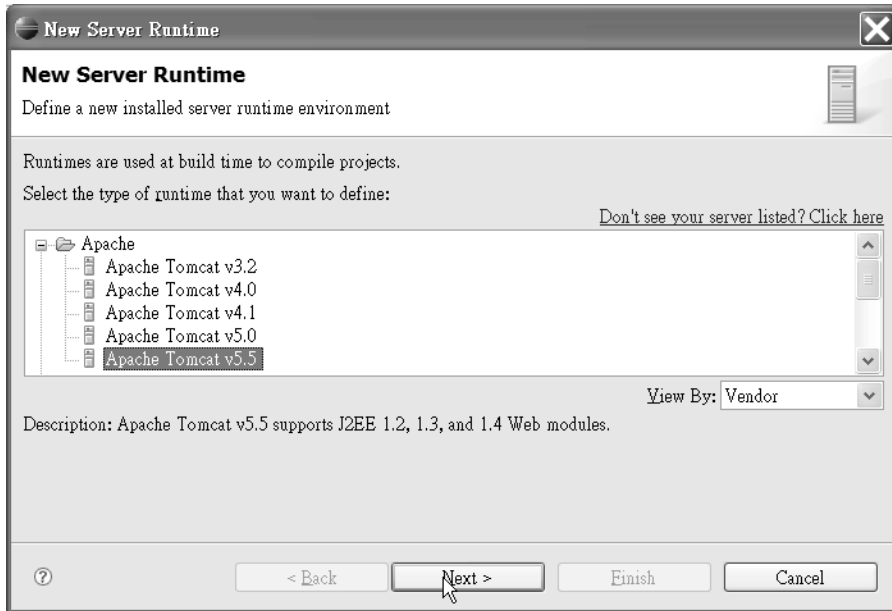 New Server Runtime
New Server Runtime
Define a new installed server runtime environment
Runtimes are used at build time to compile projects.
Select the type of runtime that you want to define:
Don't see your server listed? Click here
Apache
Apache Tomcat v3.2
Apache Tomcat v4.0
Apache Tomcat v4.1
Apache Tomcat v5.0
Apache Tomcat v5.5
View By: Vendor
Description: Apache Tomcat v5.5 supports J2EE 1.2, 1.3, and 1.4 Web modules.
? < Back Next > Finish Cancel